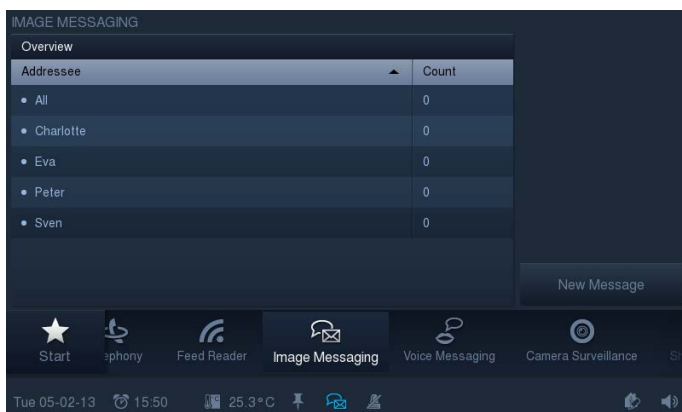 IMAGE MESSAGING
Overview
Addressee Count
All 0
Charlotte 0
Eva 0
Peter 0
Sven 0
New Message
Start ephony Feed Reader Image Messaging Voice Messaging Camera Surveillance
Tue 05-02-13 15:50 25.3°C